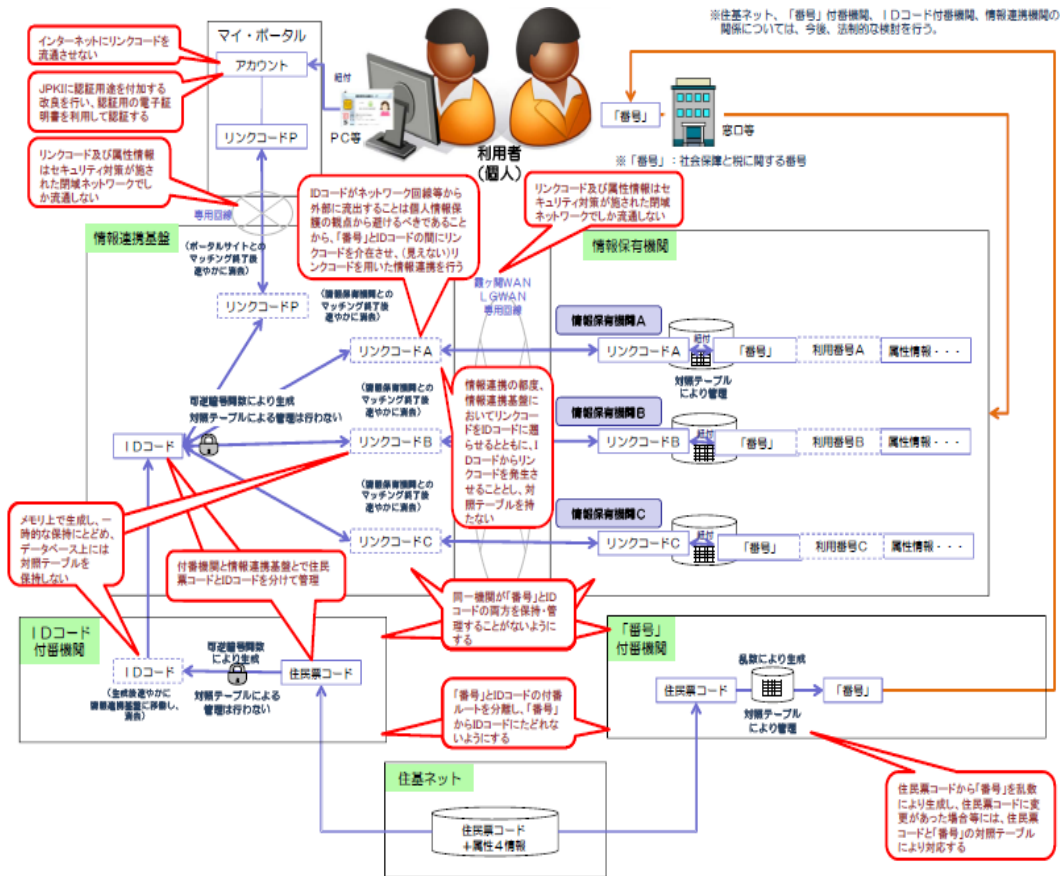 ※住基ネット、「番号」付番機関、IDコード付番機関、情報連携機関の
関係については、今後、法制的な検討を行う。
インターネットにリンクコードを
流通させない
マイ・ポータル
アカウント
紐付
JPKIに認証用途を付加する
改良を行い、認証用の電子証
明書を利用して認証する
PC等
リンクコードP
利用者
(個人)
「番号」
窓口等
※「番号」:社会保障と税に関する番号
リンクコード及び属性情報
はセキュリティ対策が施さ
れた閉域ネットワークでし
か流通しない
専用回線
IDコードがネットワーク回線等から
外部に流出することは個人情報保
護の観点から避けるべきであること
から、「番号」とIDコードの間にリン
クコードを介在させ、(見えない)リ
ンクコードを用いた情報連携を行う
リンクコード及び属性情報はセ
キュリティ対策が施された閉域
ネットワークでしか流通しない
情報連携基盤
(ポータルサイトとの
マッチング終了後
速やかに消去)
リンクコードP
(情報保有機関との
マッチング終了後
速やかに消去)
霞ヶ関WAN
LGWAN
専用回線
情報保有機関
情報保有機関A
リンクコードA
リンクコードA
紐付
「番号」
利用番号A
属性情報・・・
対照テーブル
により管理
可逆暗号関数により生成
対照テーブルによる管理は行わない
(情報保有機関との
マッチング終了後
速やかに消去)
情報連携の都度、
情報連携基盤に
おいてリンクコー
ドをIDコードに遡
らせるとともに、I
Dコードからリン
クコードを発生さ
せることとし、対
照テーブルを持
たない
情報保有機関B
IDコード
リンクコードB
リンクコードB
紐付
「番号」
利用番号B
属性情報・・・
(情報保有機関との
マッチング終了後
速やかに消去)
情報保有機関C
リンクコードC
リンクコードC
紐付
「番号」
利用番号C
属性情報・・・
メモリ上で生成し、一
時的な保持にとどめ、
データベース上には
対照テーブルを
保持しない
付番機関と情報連携基盤とで住民
票コードとIDコードを分けて管理
同一機関が「番号」とID
コードの両方を保持・管
理することがないように
する
IDコード
付番機関
可逆暗号関数
により生成
IDコード
住民票コード
(生成後速やかに
情報連携基盤に移動し、
消去)
対照テーブルによる
管理は行わない
「番号」
付番機関
乱数により生成
住民票コード
「番号」
対照テーブル
により管理
「番号」とIDコードの付番
ルートを分離し、「番号」
からIDコードにたどれな
いようにする
住基ネット
住民票コード
+属性4情報
住民票コードから「番号」を乱数
により生成し、住民票コードに変
更があった場合等には、住民票
コードと「番号」の対照テーブル
により対応する